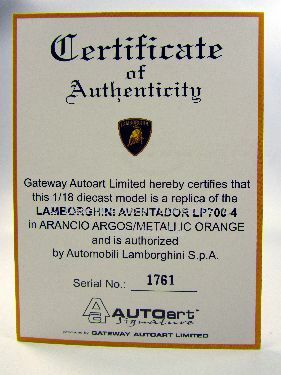 Certificate
of
Authenticity
LAMBORGHINI
Gateway Autoart Limited hereby certifies that
this 1/18 diecast model is a replica of the
LAMBORGHINI AVENTADOR LP700-4
in ARANCIO ARGOS/METALLIC ORANGE
and is authorized
by Automobili Lamborghini S.p.A.
Serial No.: 1761
AUTOart
Signature
GATEWAY AUTOART LIMITED